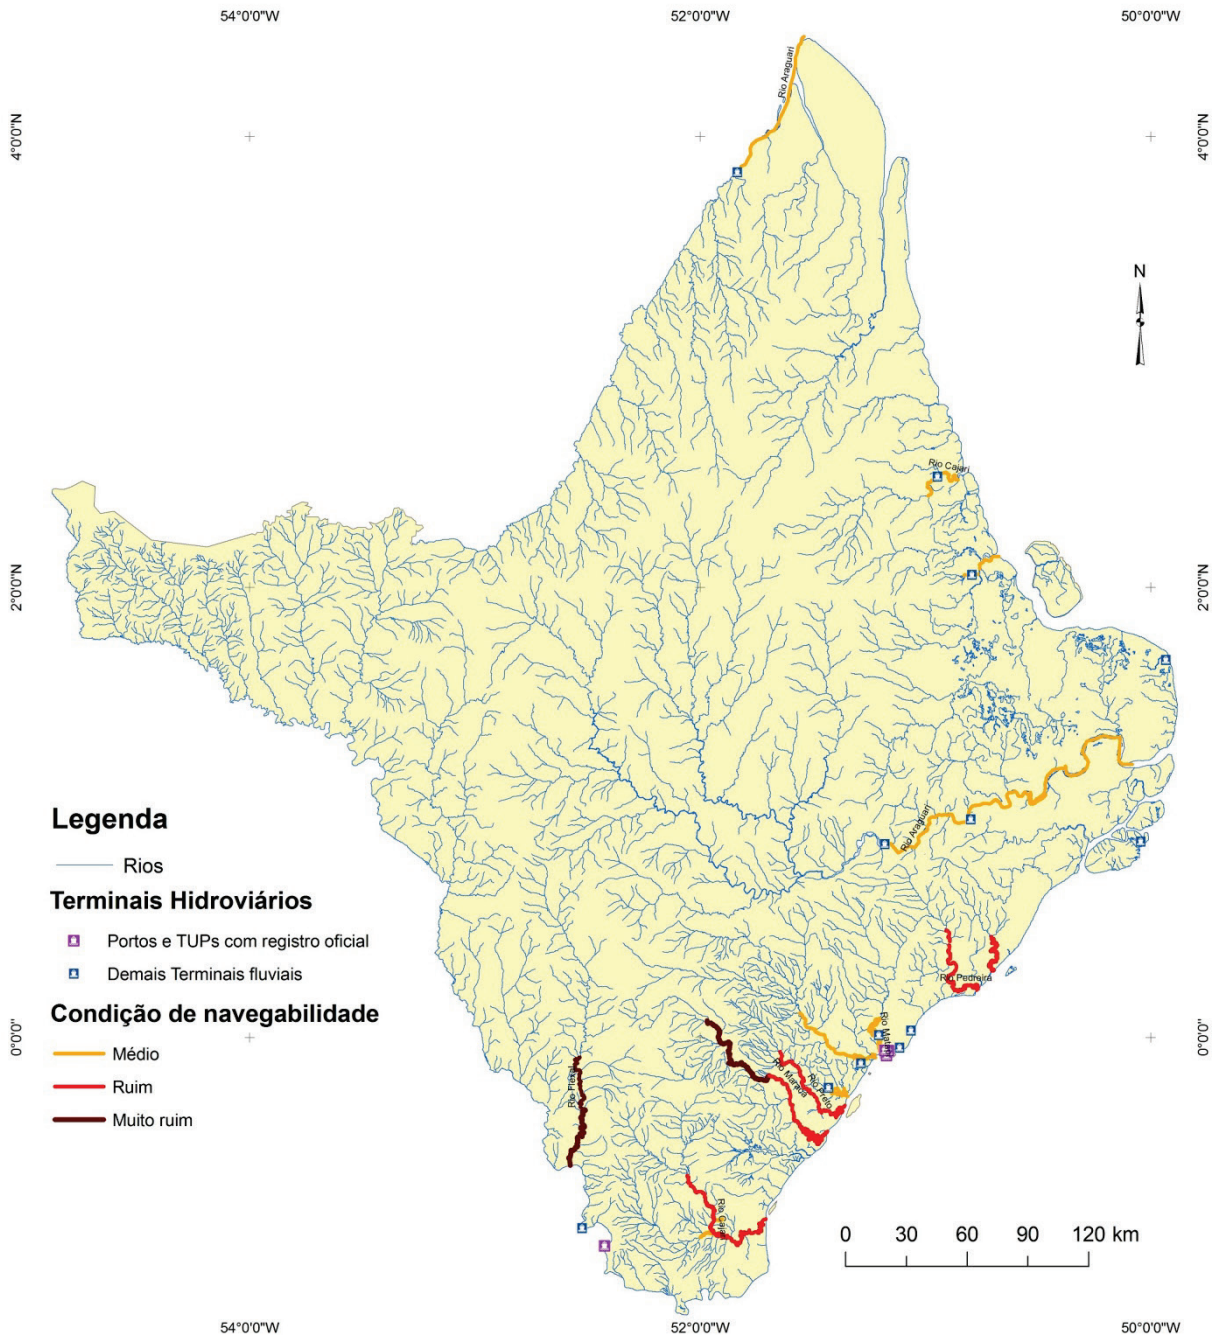 54°0'0"W
52°0'0"W
50°0'0"W
Rio Araguari
4°0'0"N
4°0'0"N
N
Rio Cajari
2°0'0"N
2°0'0"N
Rio Araguari
Legenda
Rios
Terminais Hidroviários
Portos e TUPs com registro oficial
Demais Terminais fluviais
Condição de navegabilidade
Médio
Ruim
Muito ruim
Rio Pedreira
0°0'0"
0°0'0"
Rio Maracá
Rio Preto
Rio Cajari
0 30 60 90 120 km
54°0'0"W
52°0'0"W
50°0'0"W